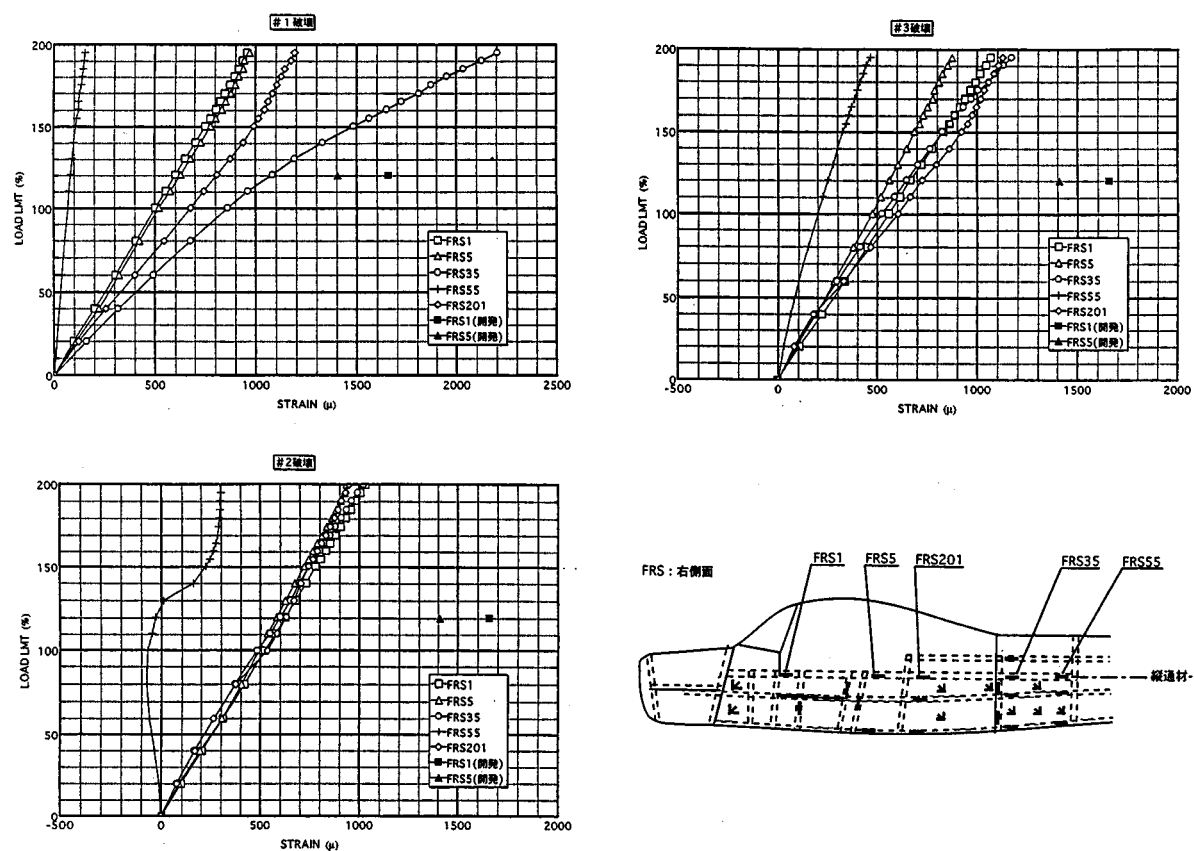 #1破壊
200
150
100
50
0
LOAD LMT (%)
0 500 1000 1500 2000 2500
STRAIN (μ)
FRS1
FRS5
FRS35
FRS55
FRS201
FRS1(開発)
FRS5(開発)
#3破壊
200
150
100
50
0
LOAD LMT (%)
-500 0 500 1000 1500 2000
STRAIN (μ)
FRS1
FRS5
FRS35
FRS55
FRS201
FRS1(開発)
FRS5(開発)
#2破壊
200
150
100
50
0
LOAD LMT (%)
-500 0 500 1000 1500 2000
STRAIN (μ)
FRS1
FRS5
FRS35
FRS55
FRS201
FRS1(開発)
FRS5(開発)
FRS:右側面
FRS1 FRS5 FRS201 FRS35 FRS55
縦通材